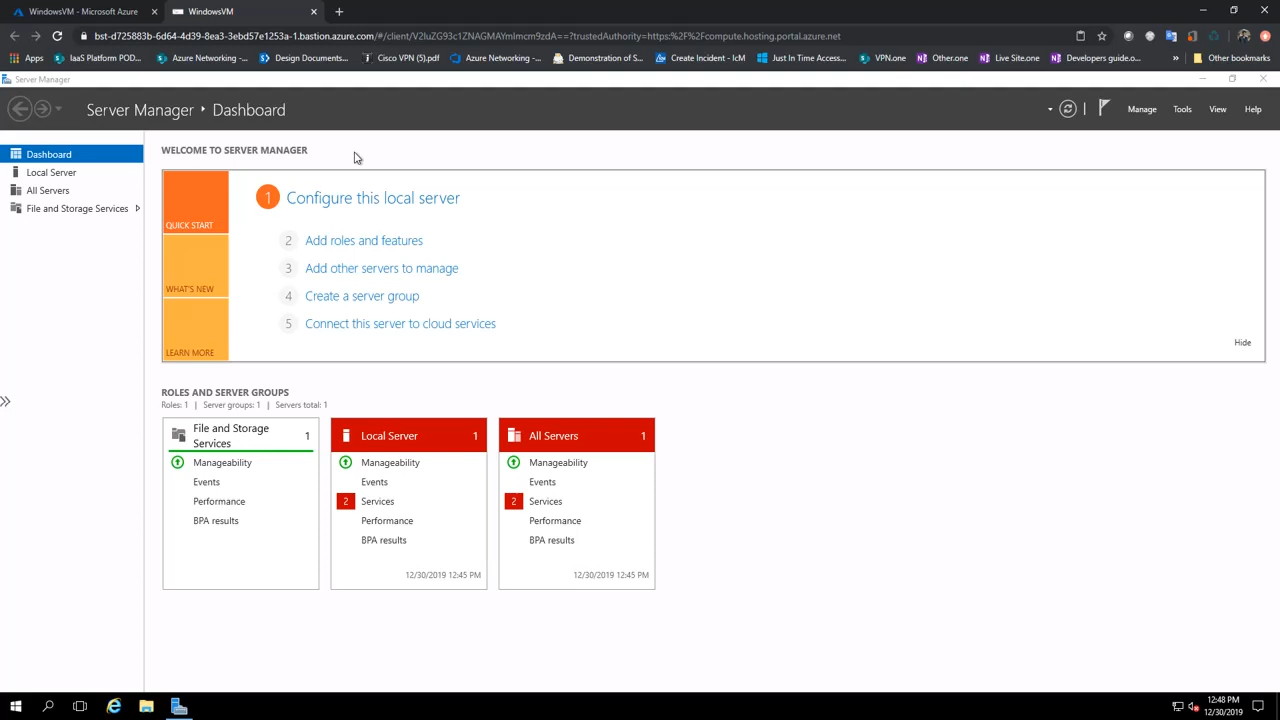 WindowsVM - Microsoft Azure
WindowsVM
bst-d725883b-6d64-4d39-8ea3-3ebd57e1253a-1.bastion.azure.com/#/client/V2luZG93c1ZNAGMAYmlmcm9zdA==?trustedAuthority=https:%2F%2Fcompute.hosting.portal.azure.net
Apps
IaaS Platform POD...
Azure Networking -...
Design Documents...
Cisco VPN (5).pdf
Azure Networking -...
Demonstration of S...
Create Incident - IcM
Just In Time Access...
VPN.one
Other.one
Live Site.one
Developers guide.o...
»
Other bookmarks
Server Manager
Server Manager ‣ Dashboard
Manage
Tools
View
Help
Dashboard
Local Server
All Servers
File and Storage Services
WELCOME TO SERVER MANAGER
QUICK START
WHAT'S NEW
LEARN MORE
1 Configure this local server
2 Add roles and features
3 Add other servers to manage
4 Create a server group
5 Connect this server to cloud services
Hide
ROLES AND SERVER GROUPS
Roles: 1 | Server groups: 1 | Servers total: 1
File and Storage
Services
1
Manageability
Events
Performance
BPA results
Local Server 1
Manageability
Events
2 Services
Performance
BPA results
12/30/2019 12:45 PM
All Servers 1
Manageability
Events
2 Services
Performance
BPA results
12/30/2019 12:45 PM
12:48 PM
12/30/2019